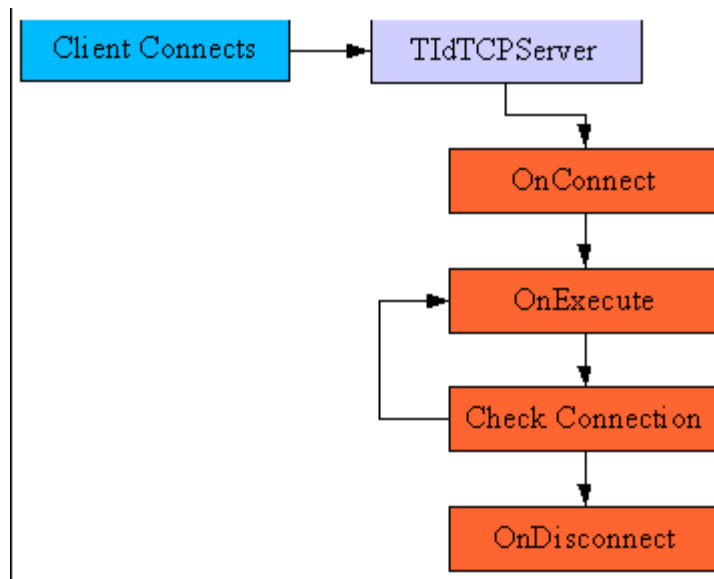 Client Connects
TIdTCPServer
OnConnect
OnExecute
Check Connection
OnDisconnect